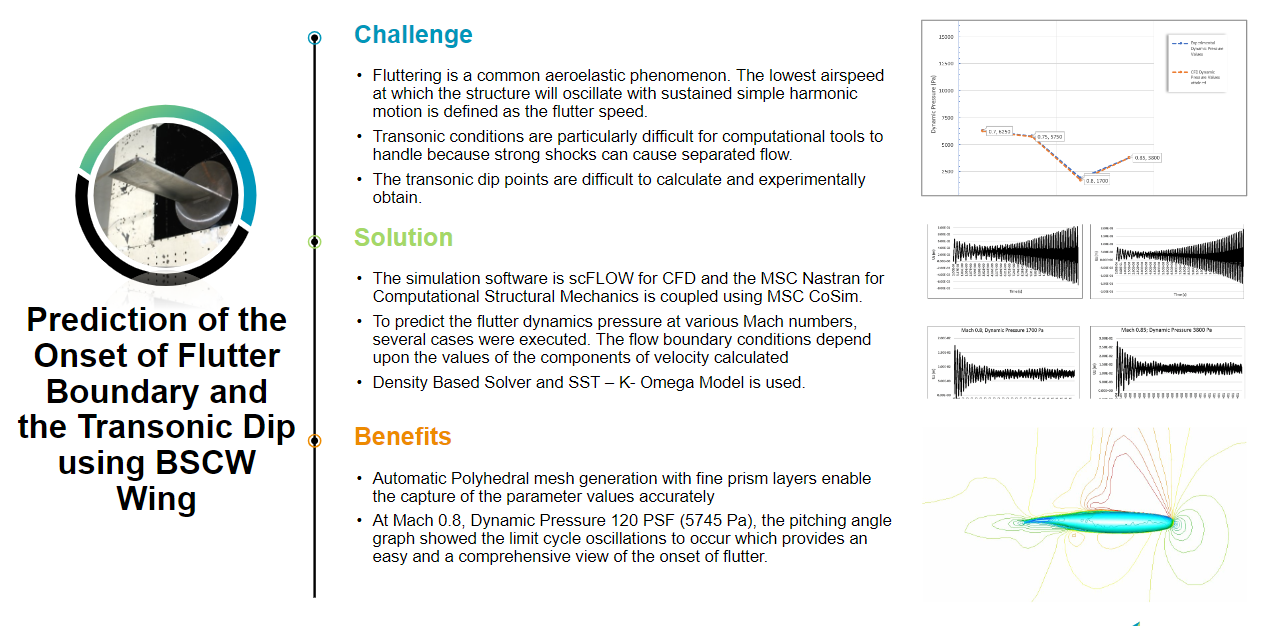 Prediction of the
Onset of Flutter
Boundary and
the Transonic Dip
using BSCW
Wing
Challenge
• Fluttering is a common aeroelastic phenomenon. The lowest airspeed
at which the structure will oscillate with sustained simple harmonic
motion is defined as the flutter speed.
• Transonic conditions are particularly difficult for computational tools to
handle because strong shocks can cause separated flow.
• The transonic dip points are difficult to calculate and experimentally
obtain.
Solution
• The simulation software is scFLOW for CFD and the MSC Nastran for
Computational Structural Mechanics is coupled using MSC CoSim.
• To predict the flutter dynamics pressure at various Mach numbers,
several cases were executed. The flow boundary conditions depend
upon the values of the components of velocity calculated
• Density Based Solver and SST – K- Omega Model is used.
Benefits
• Automatic Polyhedral mesh generation with fine prism layers enable
the capture of the parameter values accurately
• At Mach 0.8, Dynamic Pressure 120 PSF (5745 Pa), the pitching angle
graph showed the limit cycle oscillations to occur which provides an
easy and a comprehensive view of the onset of flutter.
Dynamic Pressure (Pa)
15000
12500
10000
7500
5000
2500
0.7, 6250
0.75, 5750
0.8, 1700
0.85, 3800
Experimental
Dynamic Pressure
Values
CFD Dynamic
Pressure Values
Time(s)
Time(s)
Mach 0.8, Dynamic Pressure 1700 Pa
Mach 0.85; Dynamic Pressure 3800 Pa